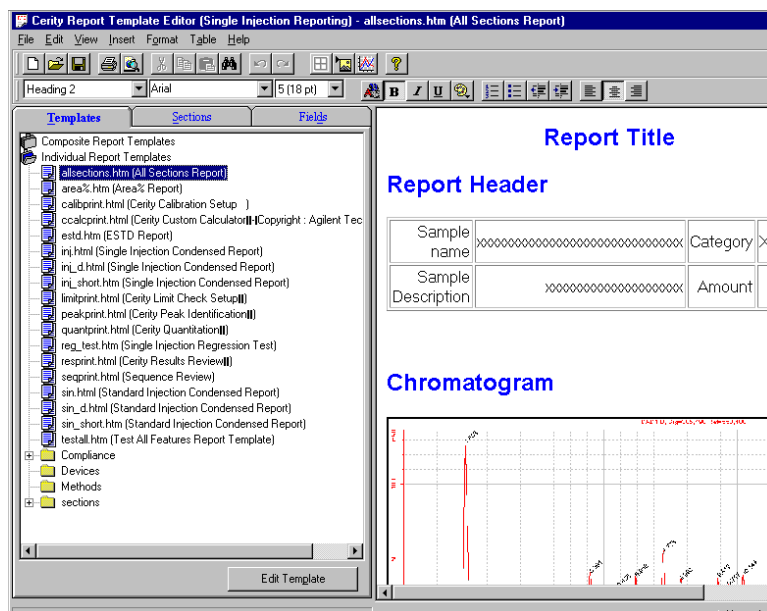 Cerity Report Template Editor (Single Injection Reporting) - allsections.htm (All Sections Report)
File Edit View Insert Format Table Help
Heading 2 Arial 5 (18 pt) B I U
Templates Sections Fields
Composite Report Templates
Individual Report Templates
allsections.htm (All Sections Report)
area%.htm (Area% Report)
calibprint.html (Cerity Calibration Setup )
ccalcprint.html (Cerity Custom Calculator - Copyright : Agilent Tec
estd.htm (ESTD Report)
inj.html (Single Injection Condensed Report)
inj_d.html (Single Injection Condensed Report)
inj_short.html (Single Injection Condensed Report)
limitprint.html (Cerity Limit Check Setup)
peakprint.html (Cerity Peak Identification)
quantprint.html (Cerity Quantitation)
reg_test.html (Single Injection Regression Test)
resprint.html (Cerity Results Review)
seqprint.html (Sequence Review)
sin.html (Standard Injection Condensed Report)
sin_d.html (Standard Injection Condensed Report)
sin_short.html (Standard Injection Condensed Report)
testall.htm (Test All Features Report Template)
Compliance
Devices
Methods
sections
Edit Template
Report Title
Report Header
Sample name XXXXXXXXXXXXXXXXXXXXXXXXXXXXXX Category X
Sample Description XXXXXXXXXXXXXXXXXXXX Amount
Chromatogram